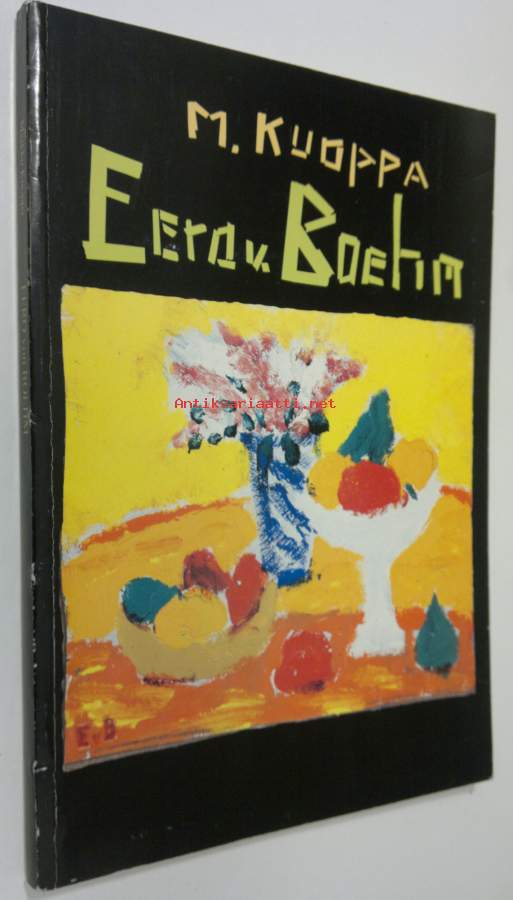 M. KUOPPA
EERO V. BOEHM
Antikvariaatti.net
E.v.B